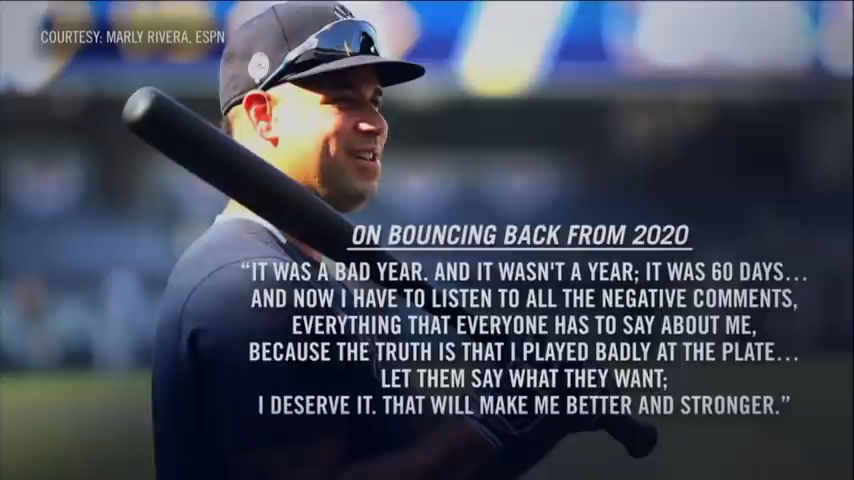 COURTESY: MARLY RIVERA, ESPN
ON BOUNCING BACK FROM 2020
“IT WAS A BAD YEAR. AND IT WASN'T A YEAR; IT WAS 60 DAYS...
AND NOW I HAVE TO LISTEN TO ALL THE NEGATIVE COMMENTS,
EVERYTHING THAT EVERYONE HAS TO SAY ABOUT ME,
BECAUSE THE TRUTH IS THAT I PLAYED BADLY AT THE PLATE...
LET THEM SAY WHAT THEY WANT;
I DESERVE IT. THAT WILL MAKE ME BETTER AND STRONGER.”